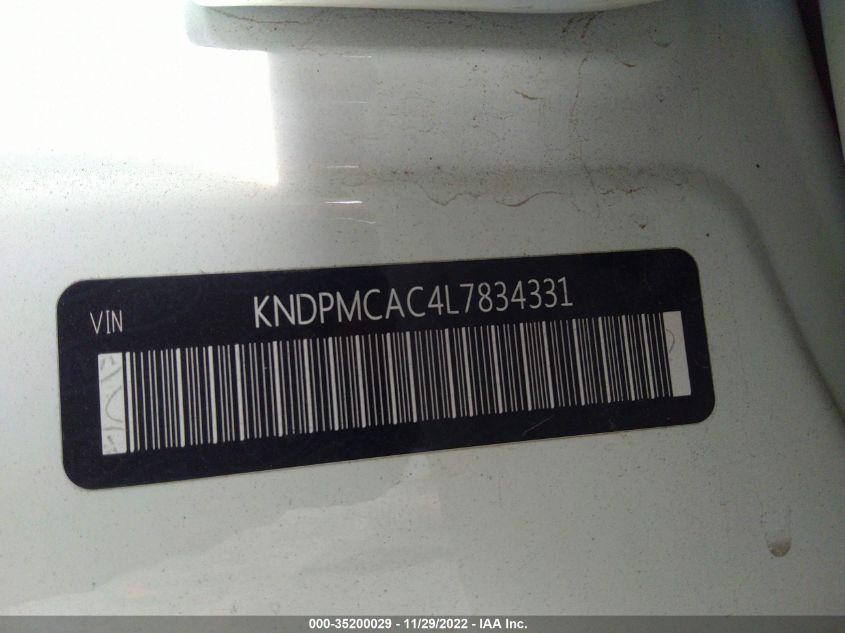 VIN KNDPMCAC4L7834331
000-35200029 - 11/29/2022 - IAA Inc.